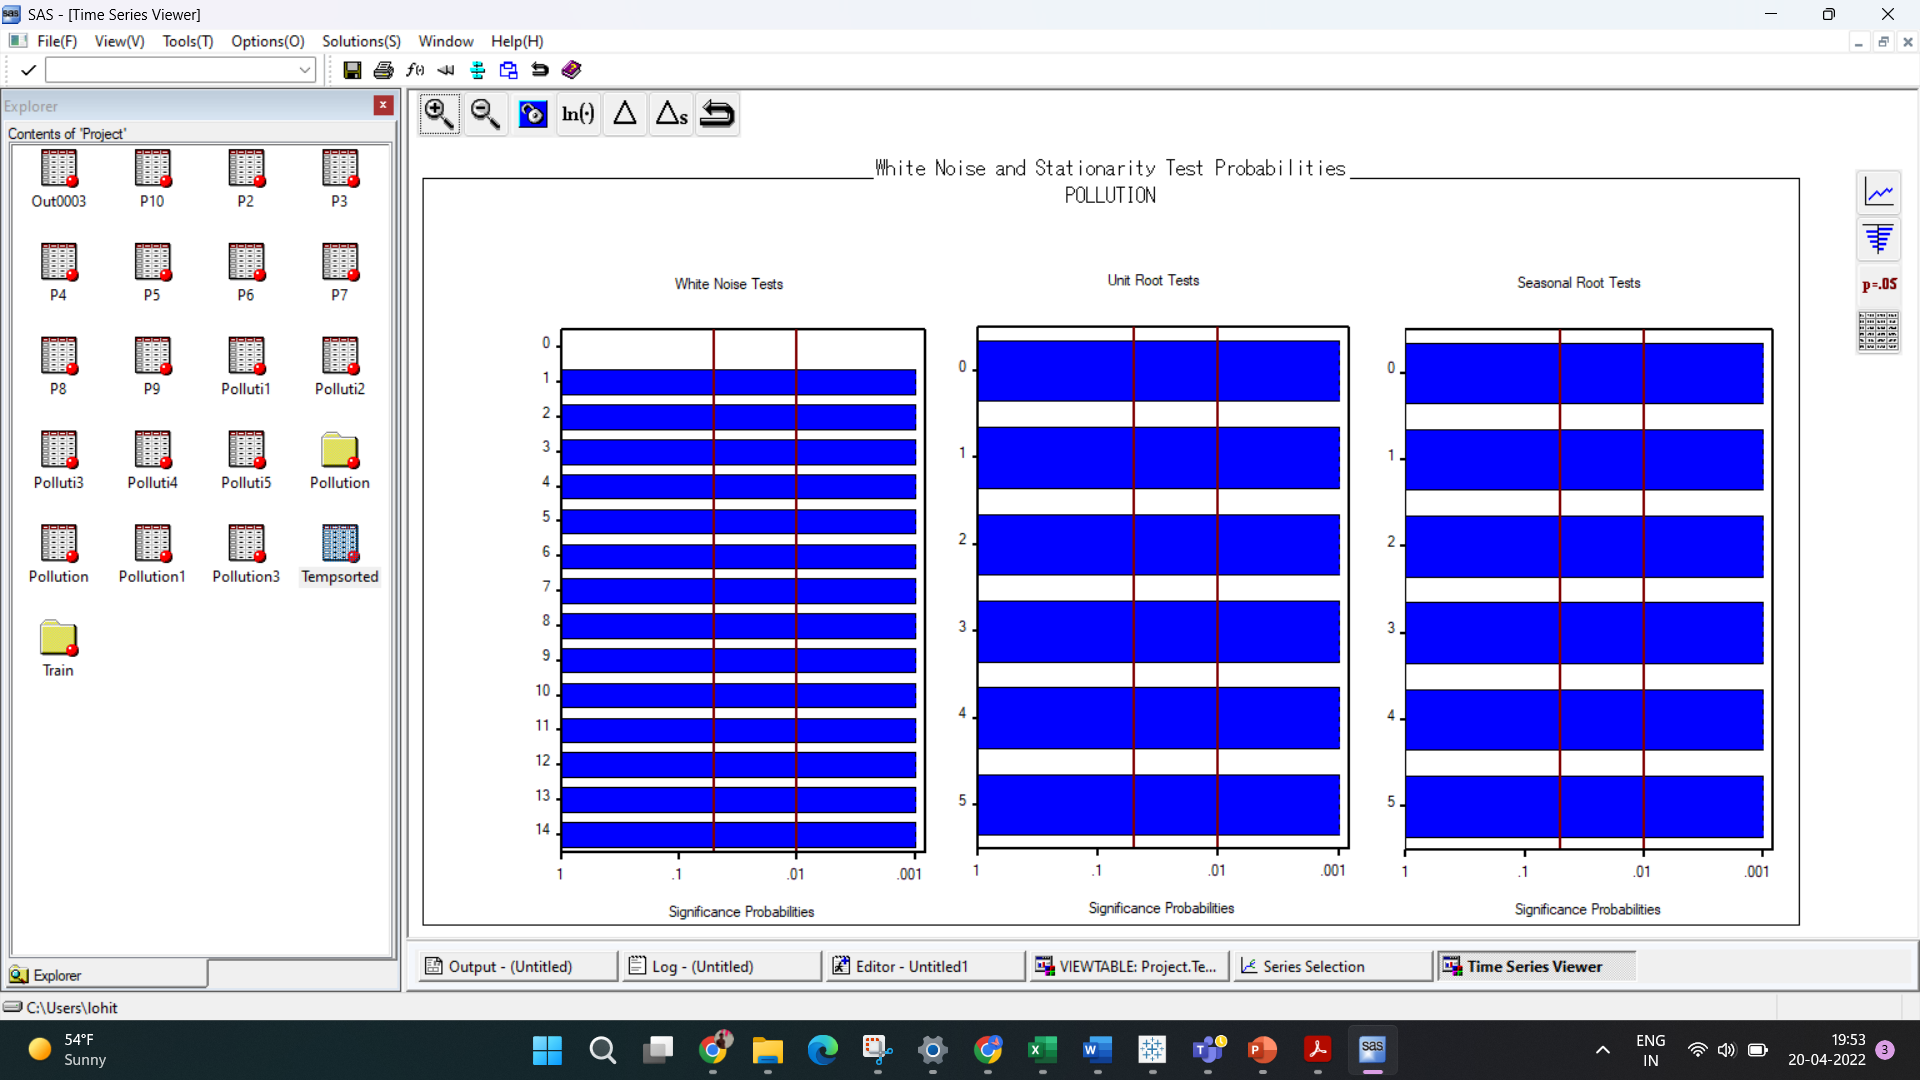 SAS - [Time Series Viewer]
File(F) View(V) Tools(T) Options(O) Solutions(S) Window Help(H)
Explorer
Contents of 'Project'
Out0003 P10 P2 P3
P4 P5 P6 P7
P8 P9 Polluti1 Polluti2
Polluti3 Polluti4 Polluti5 Pollution
Pollution Pollution1 Pollution3 Tempsorted
Train
Explorer
C:\Users\lohit
ln(·) Δ Δs
White Noise and Stationarity Test Probabilities
POLLUTION
p=.05
White Noise Tests
0
1
2
3
4
5
6
7
8
9
10
11
12
13
14
1 .1 .01 .001
Significance Probabilities
Unit Root Tests
0
1
2
3
4
5
1 .1 .01 .001
Significance Probabilities
Seasonal Root Tests
0
1
2
3
4
5
1 .1 .01 .001
Significance Probabilities
Output - (Untitled) Log - (Untitled) Editor - Untitled1 VIEWTABLE: Project.Te... Series Selection Time Series Viewer
54°F
Sunny
ENG
IN
19:53
20-04-2022
3